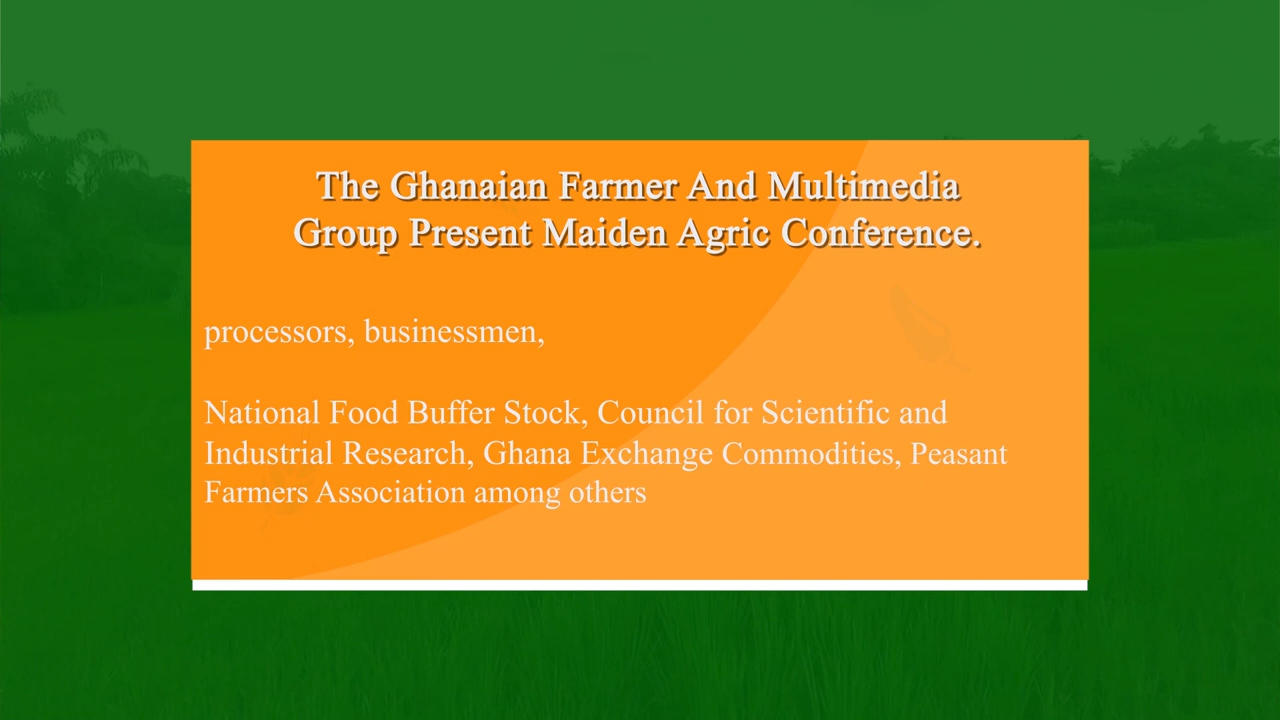 The Ghanaian Farmer And Multimedia
Group Present Maiden Agric Conference.
processors, businessmen,
National Food Buffer Stock, Council for Scientific and
Industrial Research, Ghana Exchange Commodities, Peasant
Farmers Association among others